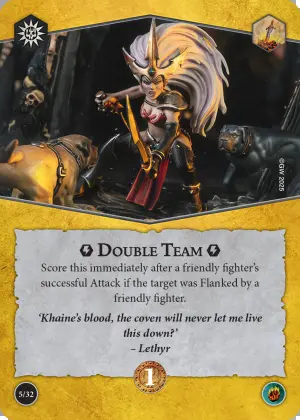 ©GW 2025
Double Team
Score this immediately after a friendly fighter's
successful Attack if the target was Flanked by a
friendly fighter.
'Khaine's blood, the coven will never let me live
this down?'
– Lethyr
1
5/32